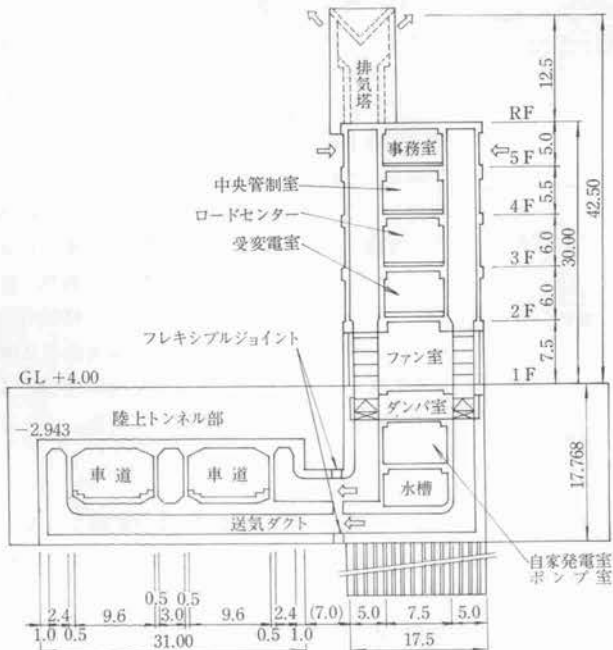 排気塔
12.5
RF
事務室
5.0
5F
中央管制室
5.5
4F
42.50
ロードセンター
6.0
30.00
3F
受変電室
6.0
2F
フレキシブルジョイント
ファン室
7.5
1F
GL +4.00
ダンパ室
陸上トンネル部
-2.943
車道
車道
水槽
17.768
送気ダクト
自家発電室
ポンプ室
0.5 0.5
2.4 9.6 3.0 9.6 2.4 (7.0) 5.0 7.5 5.0
1.0 0.5 0.5 1.0
31.00 17.5